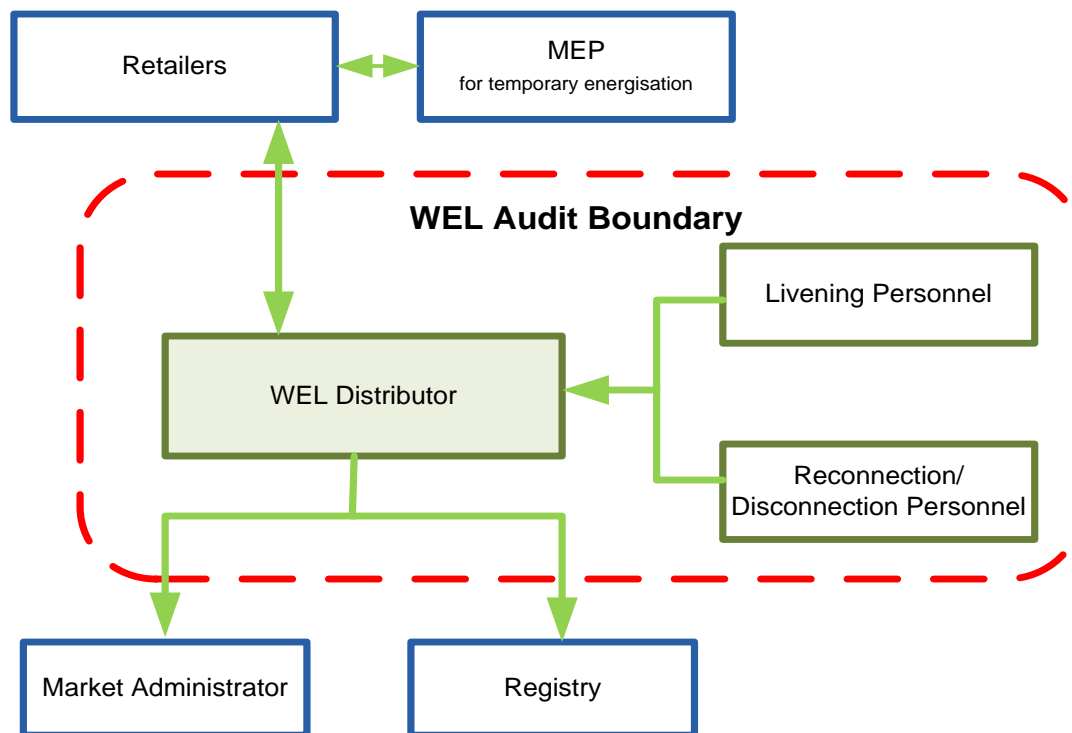 Retailers
MEP
for temporary energisation
WEL Audit Boundary
Livening Personnel
WEL Distributor
Reconnection/
Disconnection Personnel
Market Administrator
Registry